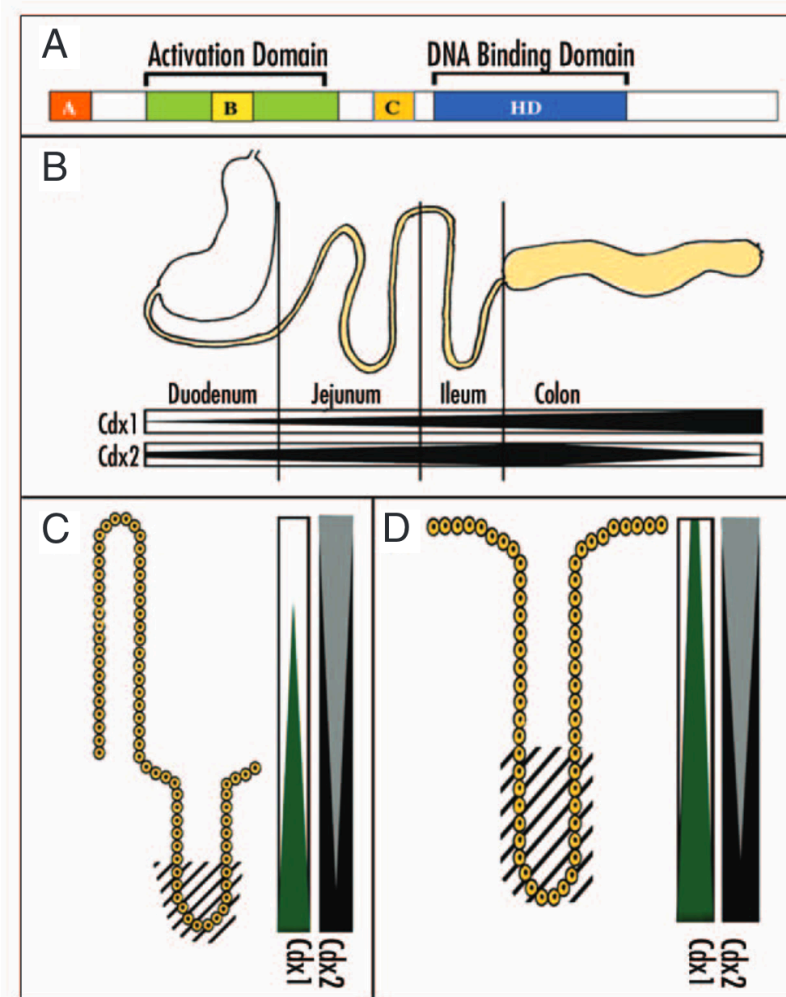 A
Activation Domain DNA Binding Domain
A B C HD
B
Duodenum Jejunum Ileum Colon
Cdx1
Cdx2
C
Cdx1
Cdx2
D
Cdx1
Cdx2